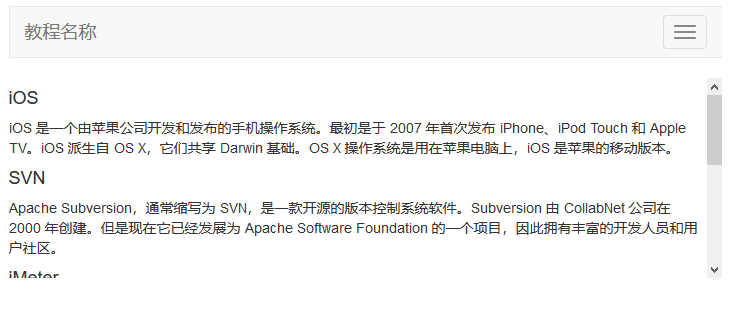 教程名称
iOS
iOS 是一个由苹果公司开发和发布的手机操作系统。最初是于 2007 年首次发布 iPhone、iPod Touch 和 Apple
TV。iOS 派生自 OS X，它们共享 Darwin 基础。OS X 操作系统是用在苹果电脑上，iOS 是苹果的移动版本。
SVN
Apache Subversion，通常缩写为 SVN，是一款开源的版本控制系统软件。Subversion 由 CollabNet 公司在
2000 年创建。但是现在它已经发展为 Apache Software Foundation 的一个项目，因此拥有丰富的开发人员和用
户社区。
jMeter